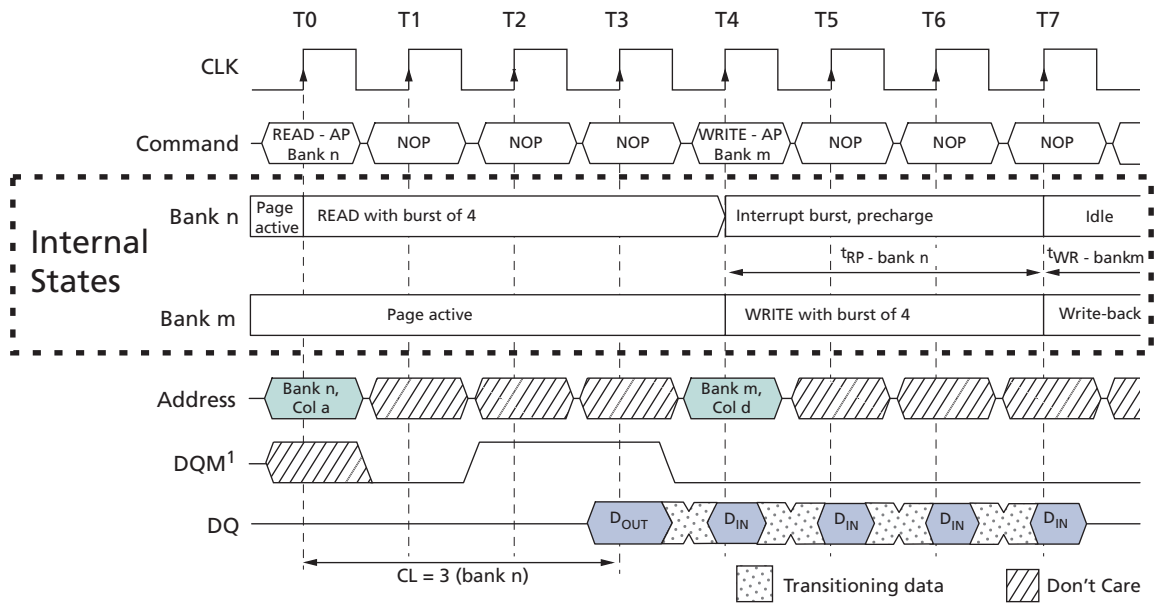 T0 T1 T2 T3 T4 T5 T6 T7
CLK
Command READ - AP NOP NOP NOP WRITE - AP NOP NOP NOP
Bank n Bank m
Bank n Page active READ with burst of 4 Interrupt burst, precharge Idle
Internal
States
tRP - bank n tWR - bankm
Bank m Page active WRITE with burst of 4 Write-back
Address Bank n, Bank m,
Col a Col d
DQM1
DQ DOUT DIN DIN DIN DIN
CL = 3 (bank n)
Transitioning data Don't Care